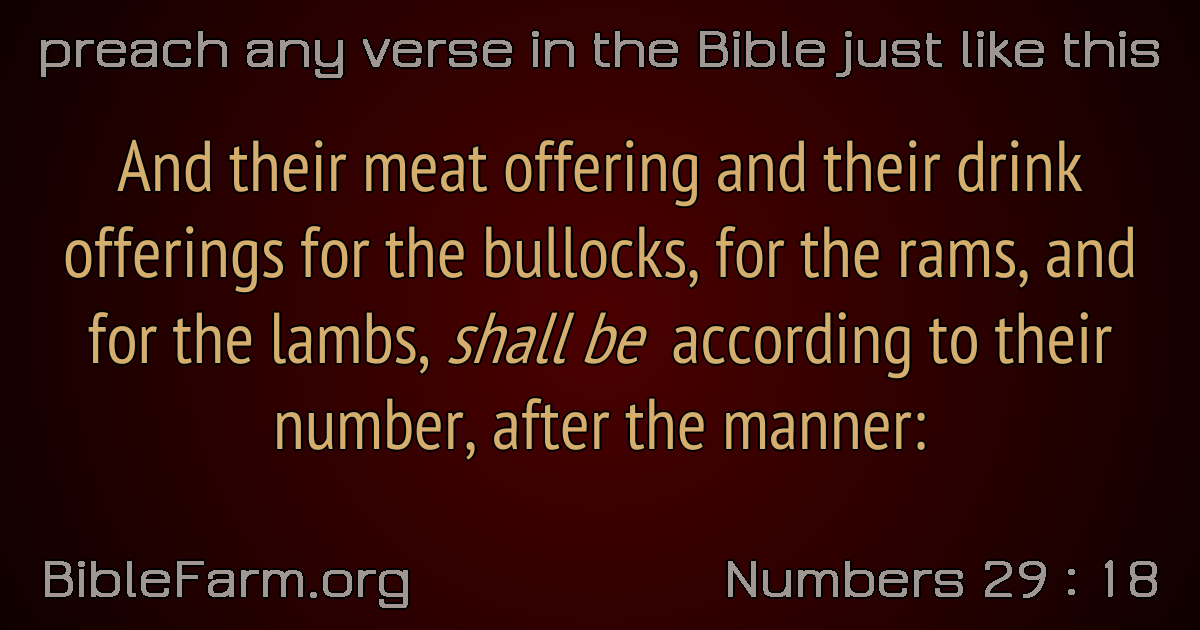 preach any verse in the Bible just like this
And their meat offering and their drink
offerings for the bullocks, for the rams, and
for the lambs, shall be according to their
number, after the manner:
BibleFarm.org
Numbers 29 : 18